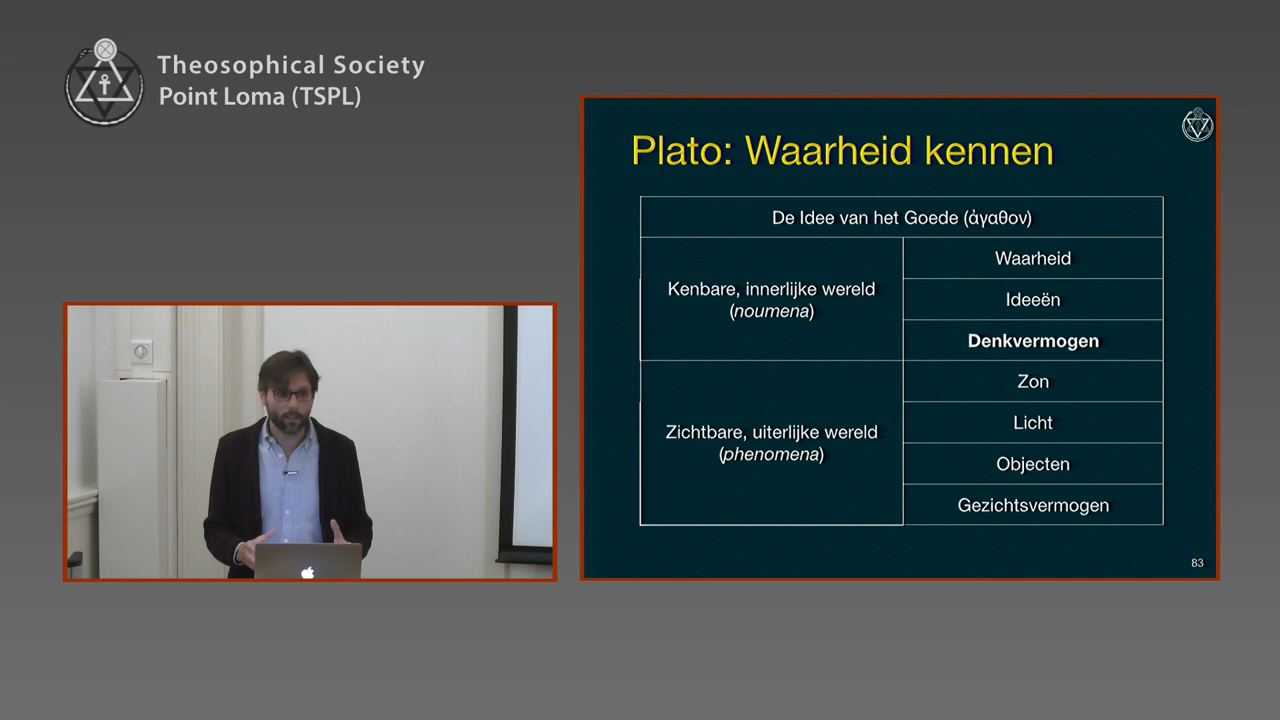 Theosophical Society
Point Loma (TSPL)
Plato: Waarheid kennen
De Idee van het Goede (ἀγαθον)
Kenbare, innerlijke wereld
(noumena)
Waarheid
Ideeën
Denkvermogen
Zichtbare, uiterlijke wereld
(phenomena)
Zon
Licht
Objecten
Gezichtsvermogen
83